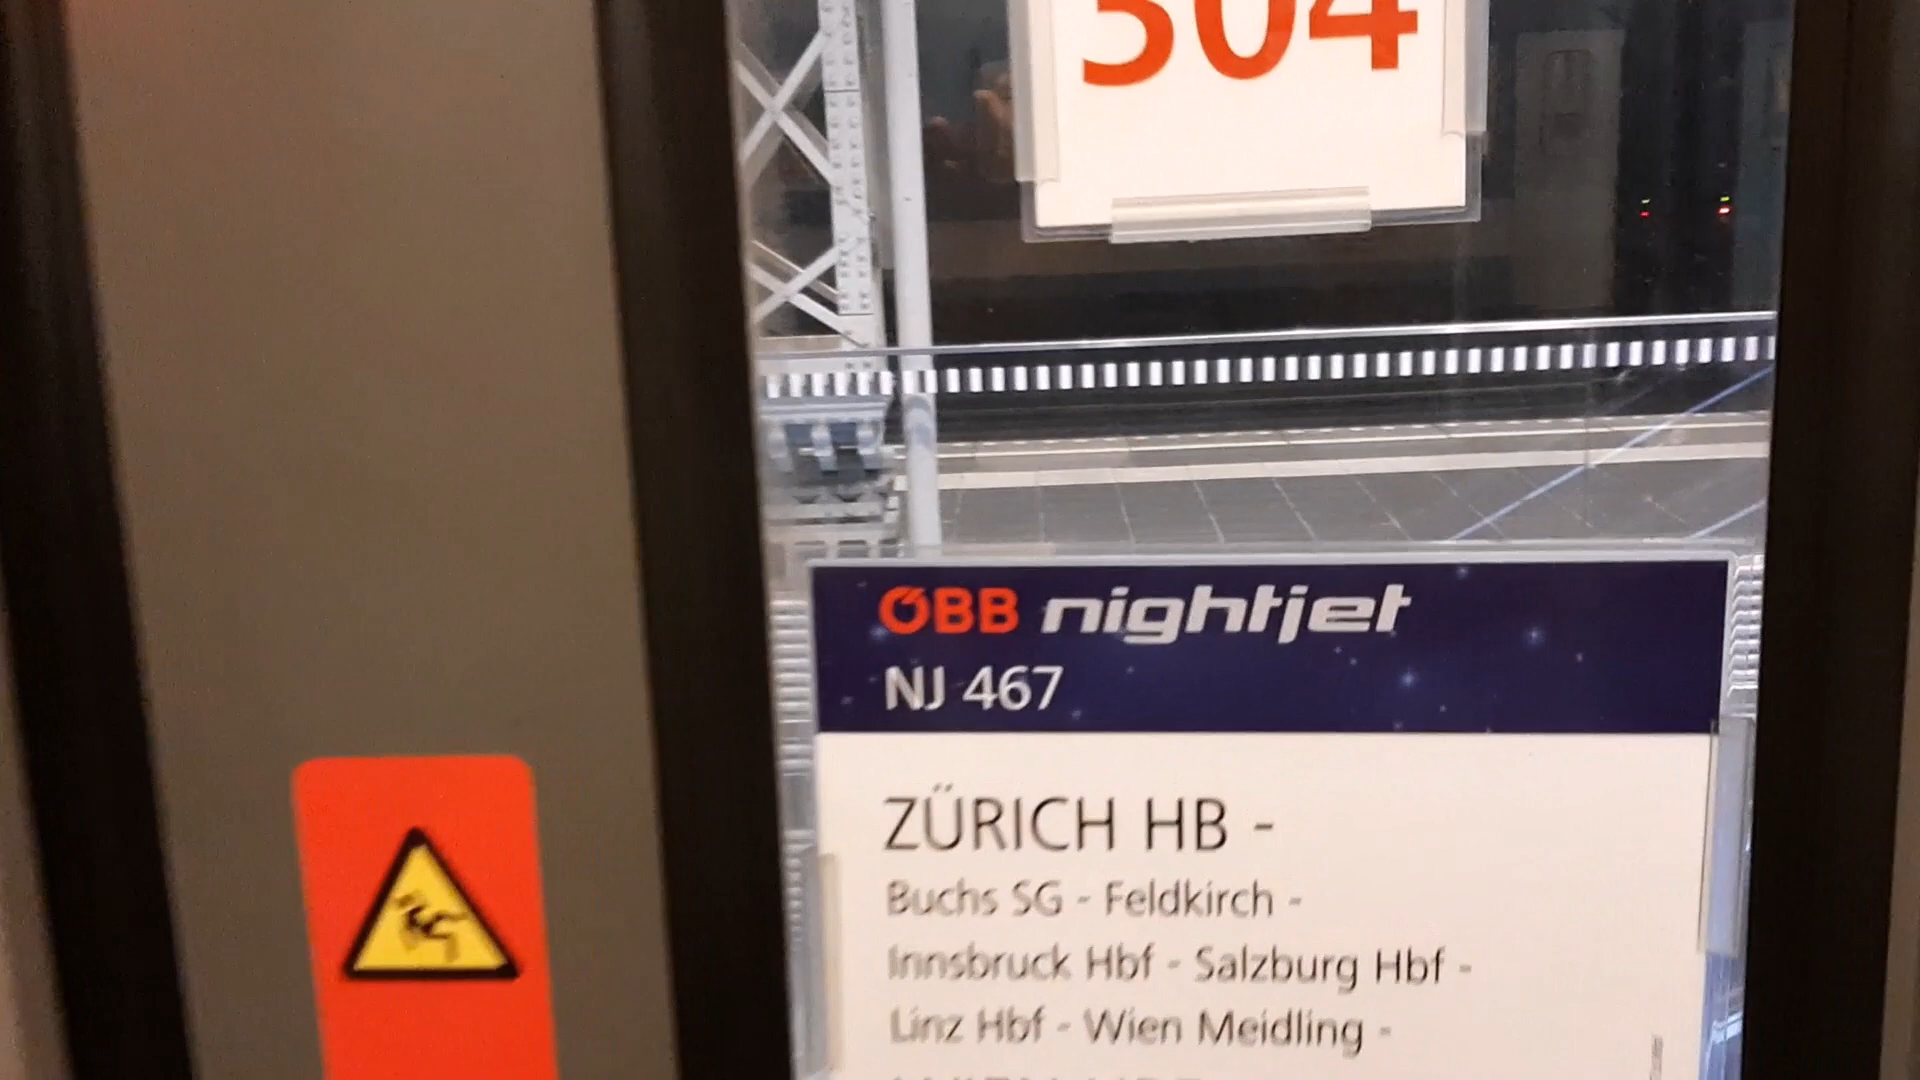 304
ÖBB nightjet
NJ 467
ZÜRICH HB -
Buchs SG - Feldkirch -
Innsbruck Hbf - Salzburg Hbf -
Linz Hbf - Wien Meidling -